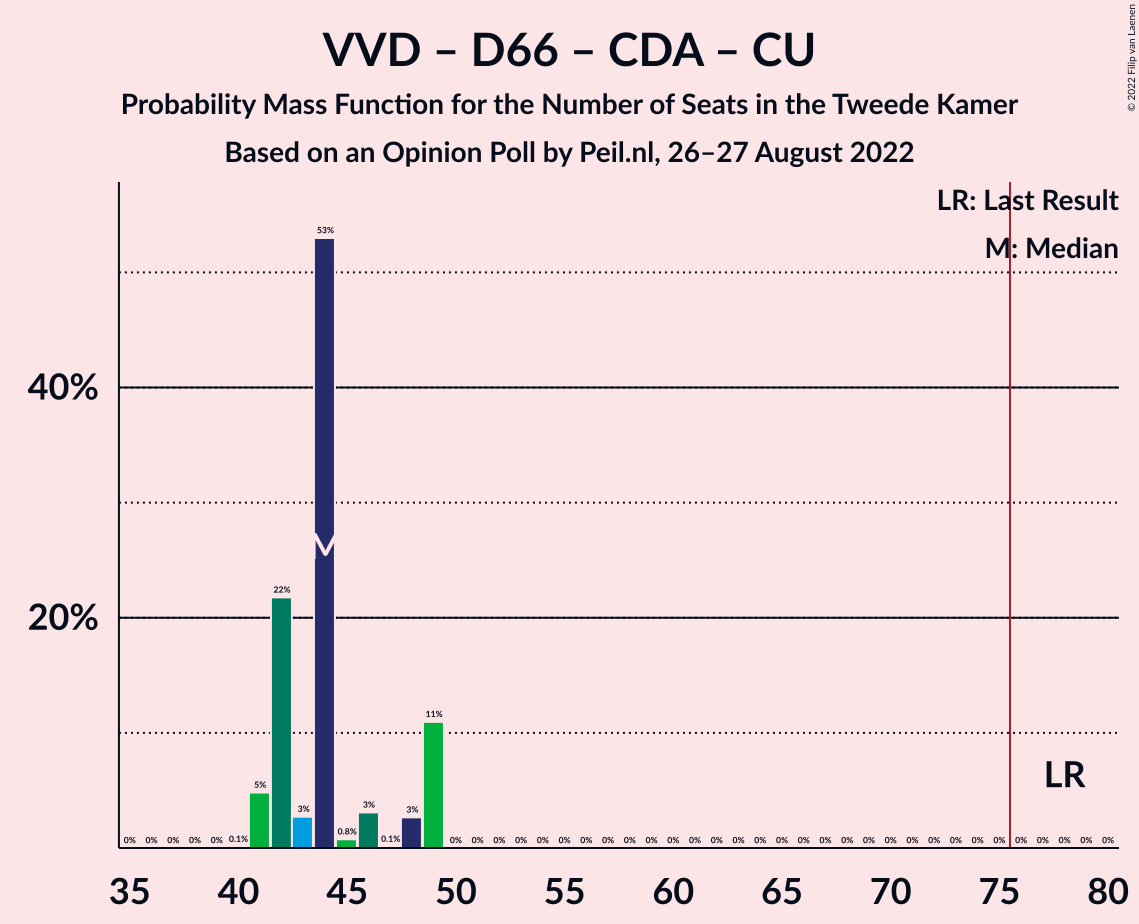 VVD – D66 – CDA – CU
Probability Mass Function for the Number of Seats in the Tweede Kamer
Based on an Opinion Poll by Peil.nl, 26–27 August 2022
© 2022 Filip van Laenen
LR: Last Result
M: Median
53%
40%
M
22%
20%
11%
LR
5%
3%
0.8%
3%
3%
0% 0% 0% 0% 0% 0.1% 0.1% 0% 0% 0% 0% 0% 0% 0% 0% 0% 0% 0% 0% 0% 0% 0% 0% 0% 0% 0% 0% 0% 0% 0% 0% 0% 0% 0% 0% 0% 0% 0%
35 40 45 50 55 60 65 70 75 80